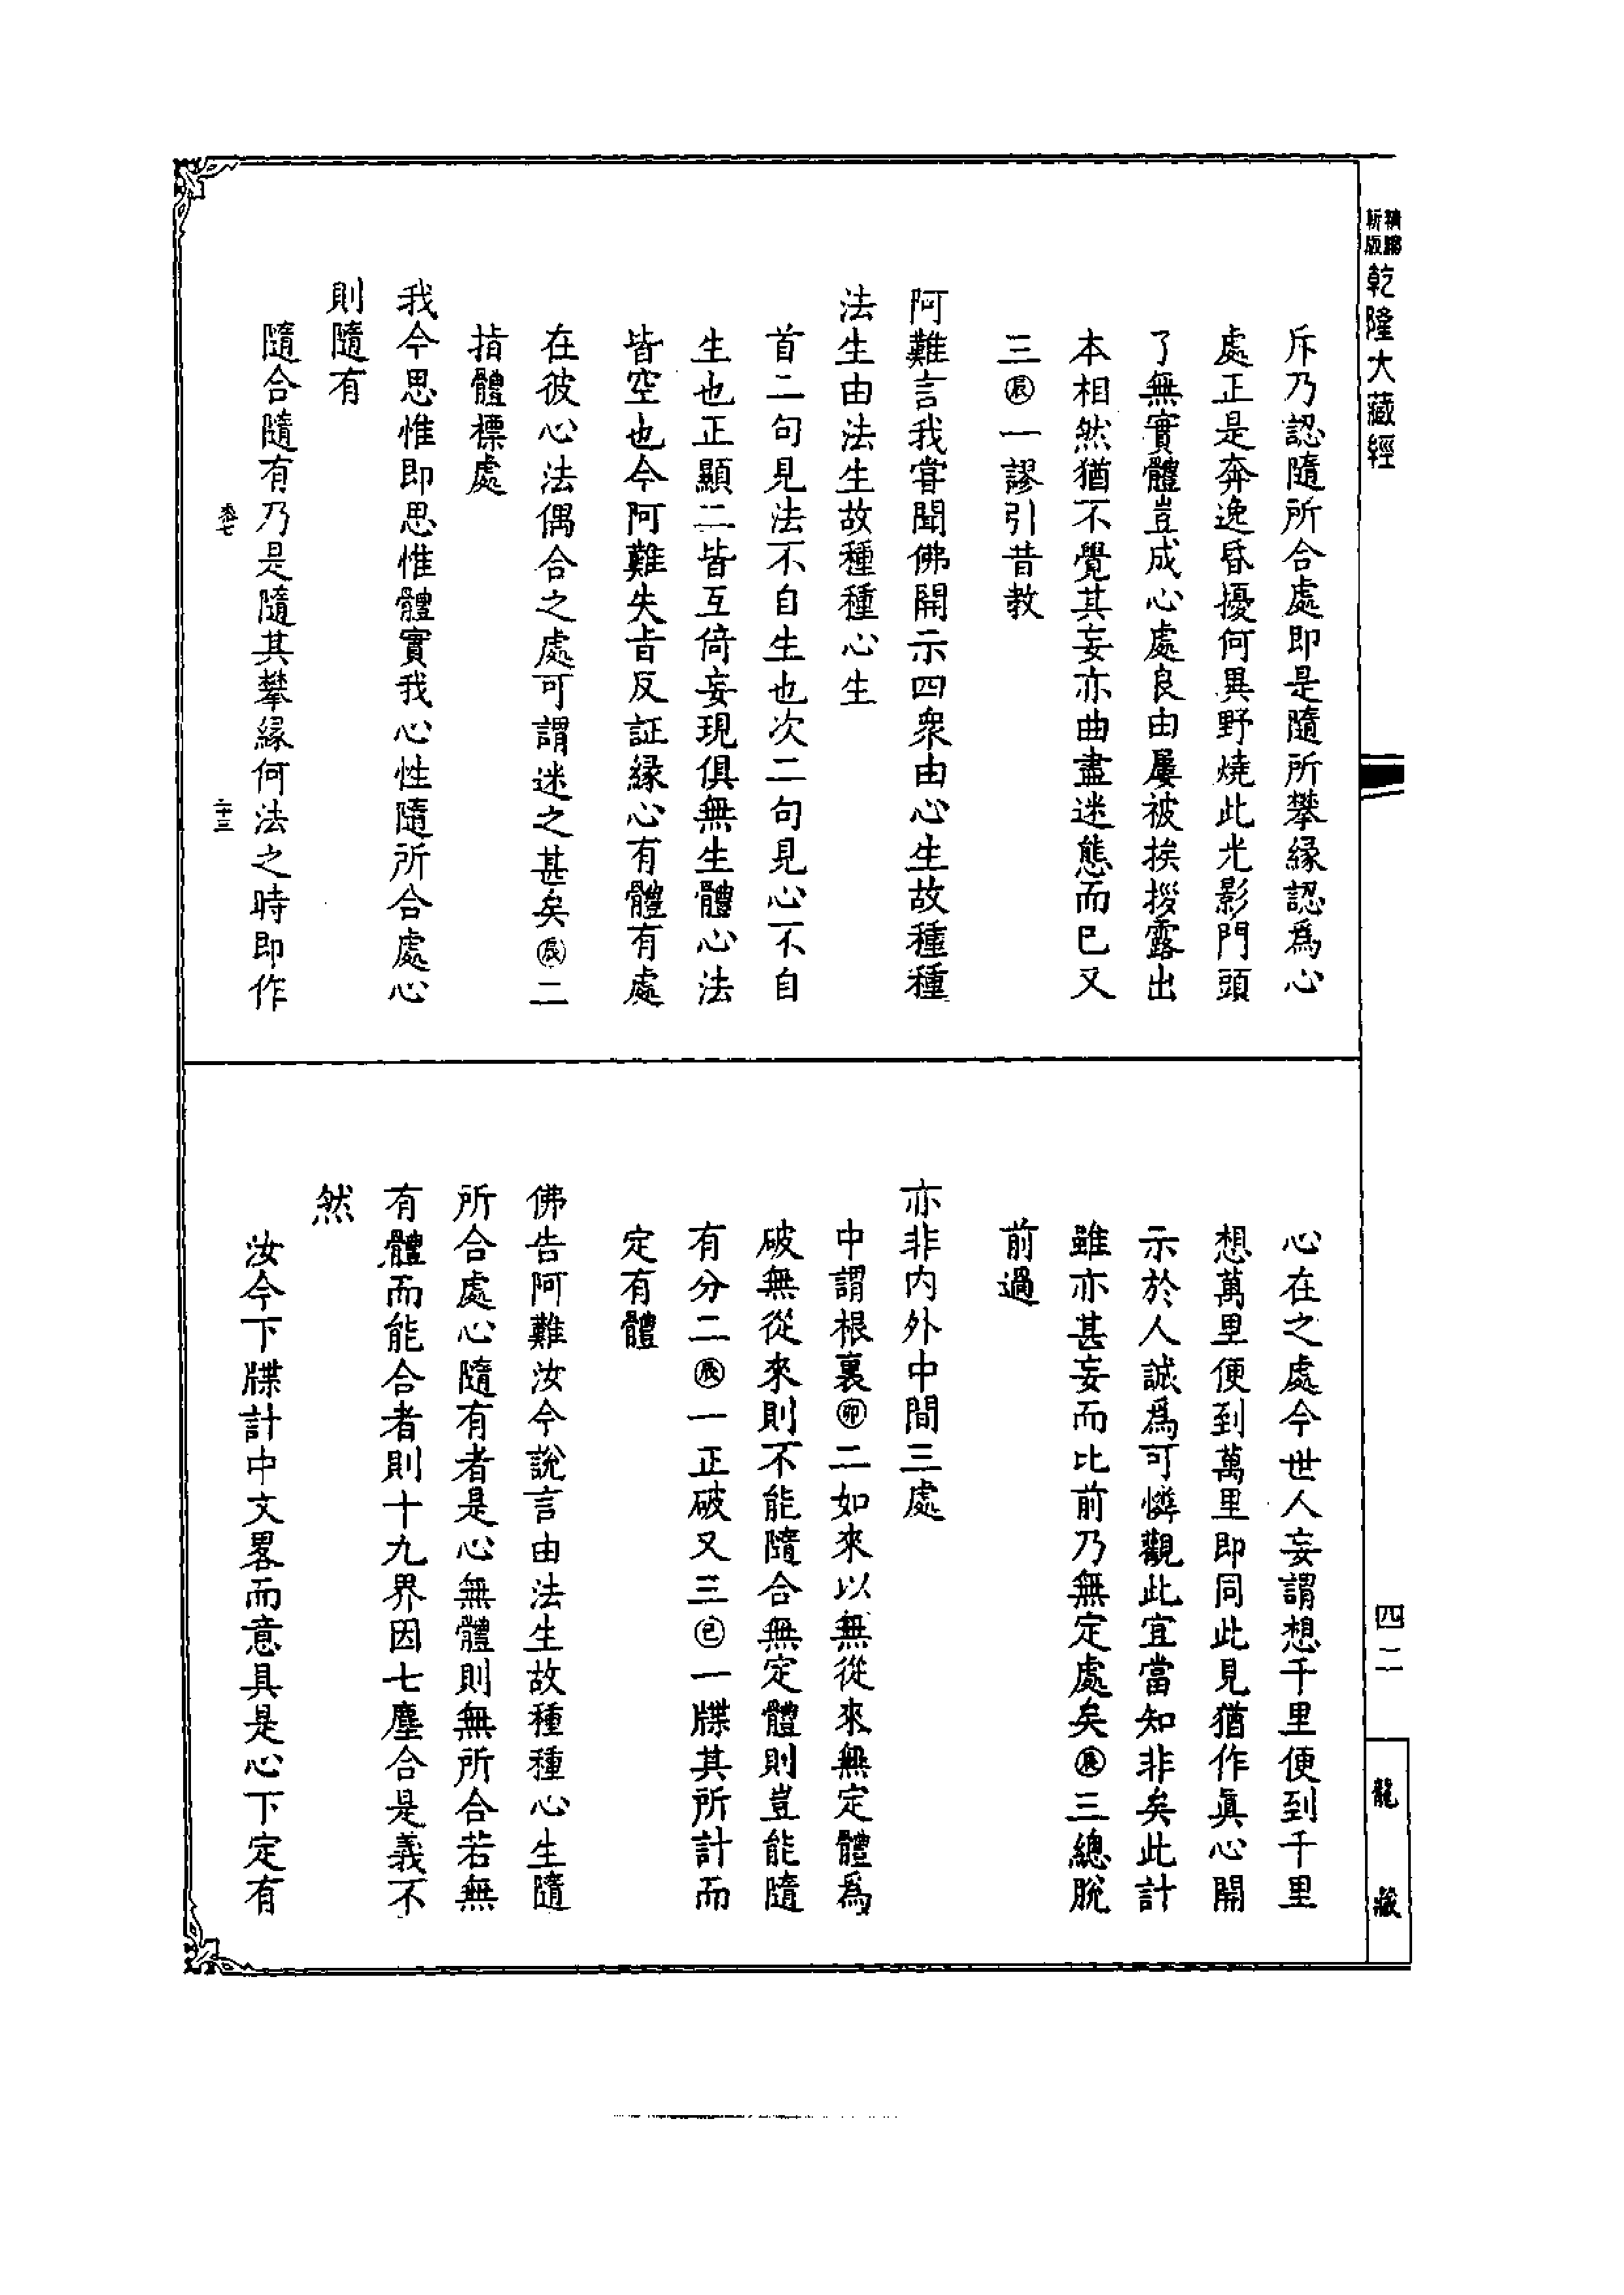 新版
精縮
乾隆大藏經
四二
龍藏
斥乃認隨所合處即是隨所攀緣認爲心
處正是奔逸昏擾何異野燒此光影門頭
了無實體豈成心處良由屢被挨拶露出
本相然猶不覺其妄亦曲盡迷態而巳又
三㊉辰一謬引昔教
阿難言我甞聞佛開示四衆由心生故種種
法生由法生故種種心生
首二句見法不自生也次二句見心不自
生也正顯二皆互倚妄現俱無生體心法
皆空也今阿難失旨反証緣心有體有處
在彼心法偶合之處可謂迷之甚矣辰二
指體標處
我今思惟即思惟體實我心性隨所合處心
則隨有
隨合隨有乃是隨其攀緣何法之時即作
卷七
二十三
心在之處今世人妄謂想千里便到千里
想萬里便到萬里即同此見猶作眞心開
示於人誠爲可憐觀此宜當知非矣此計
雖亦甚妄而比前乃無定處矣辰三總脫
前過
亦非内外中間三處
中謂根裏卯二如來以無從來無定體爲
破無從來則不能隨合無定體則豈能隨
有分二辰一正破又三巳一牒其所計而
定有體
佛告阿難汝今說言由法生故種種心生隨
所合處心隨有者是心無體則無所合若無
有體而能合者則十九界因七塵合是義不
然
汝今下牒計中文畧而意具是心下定有